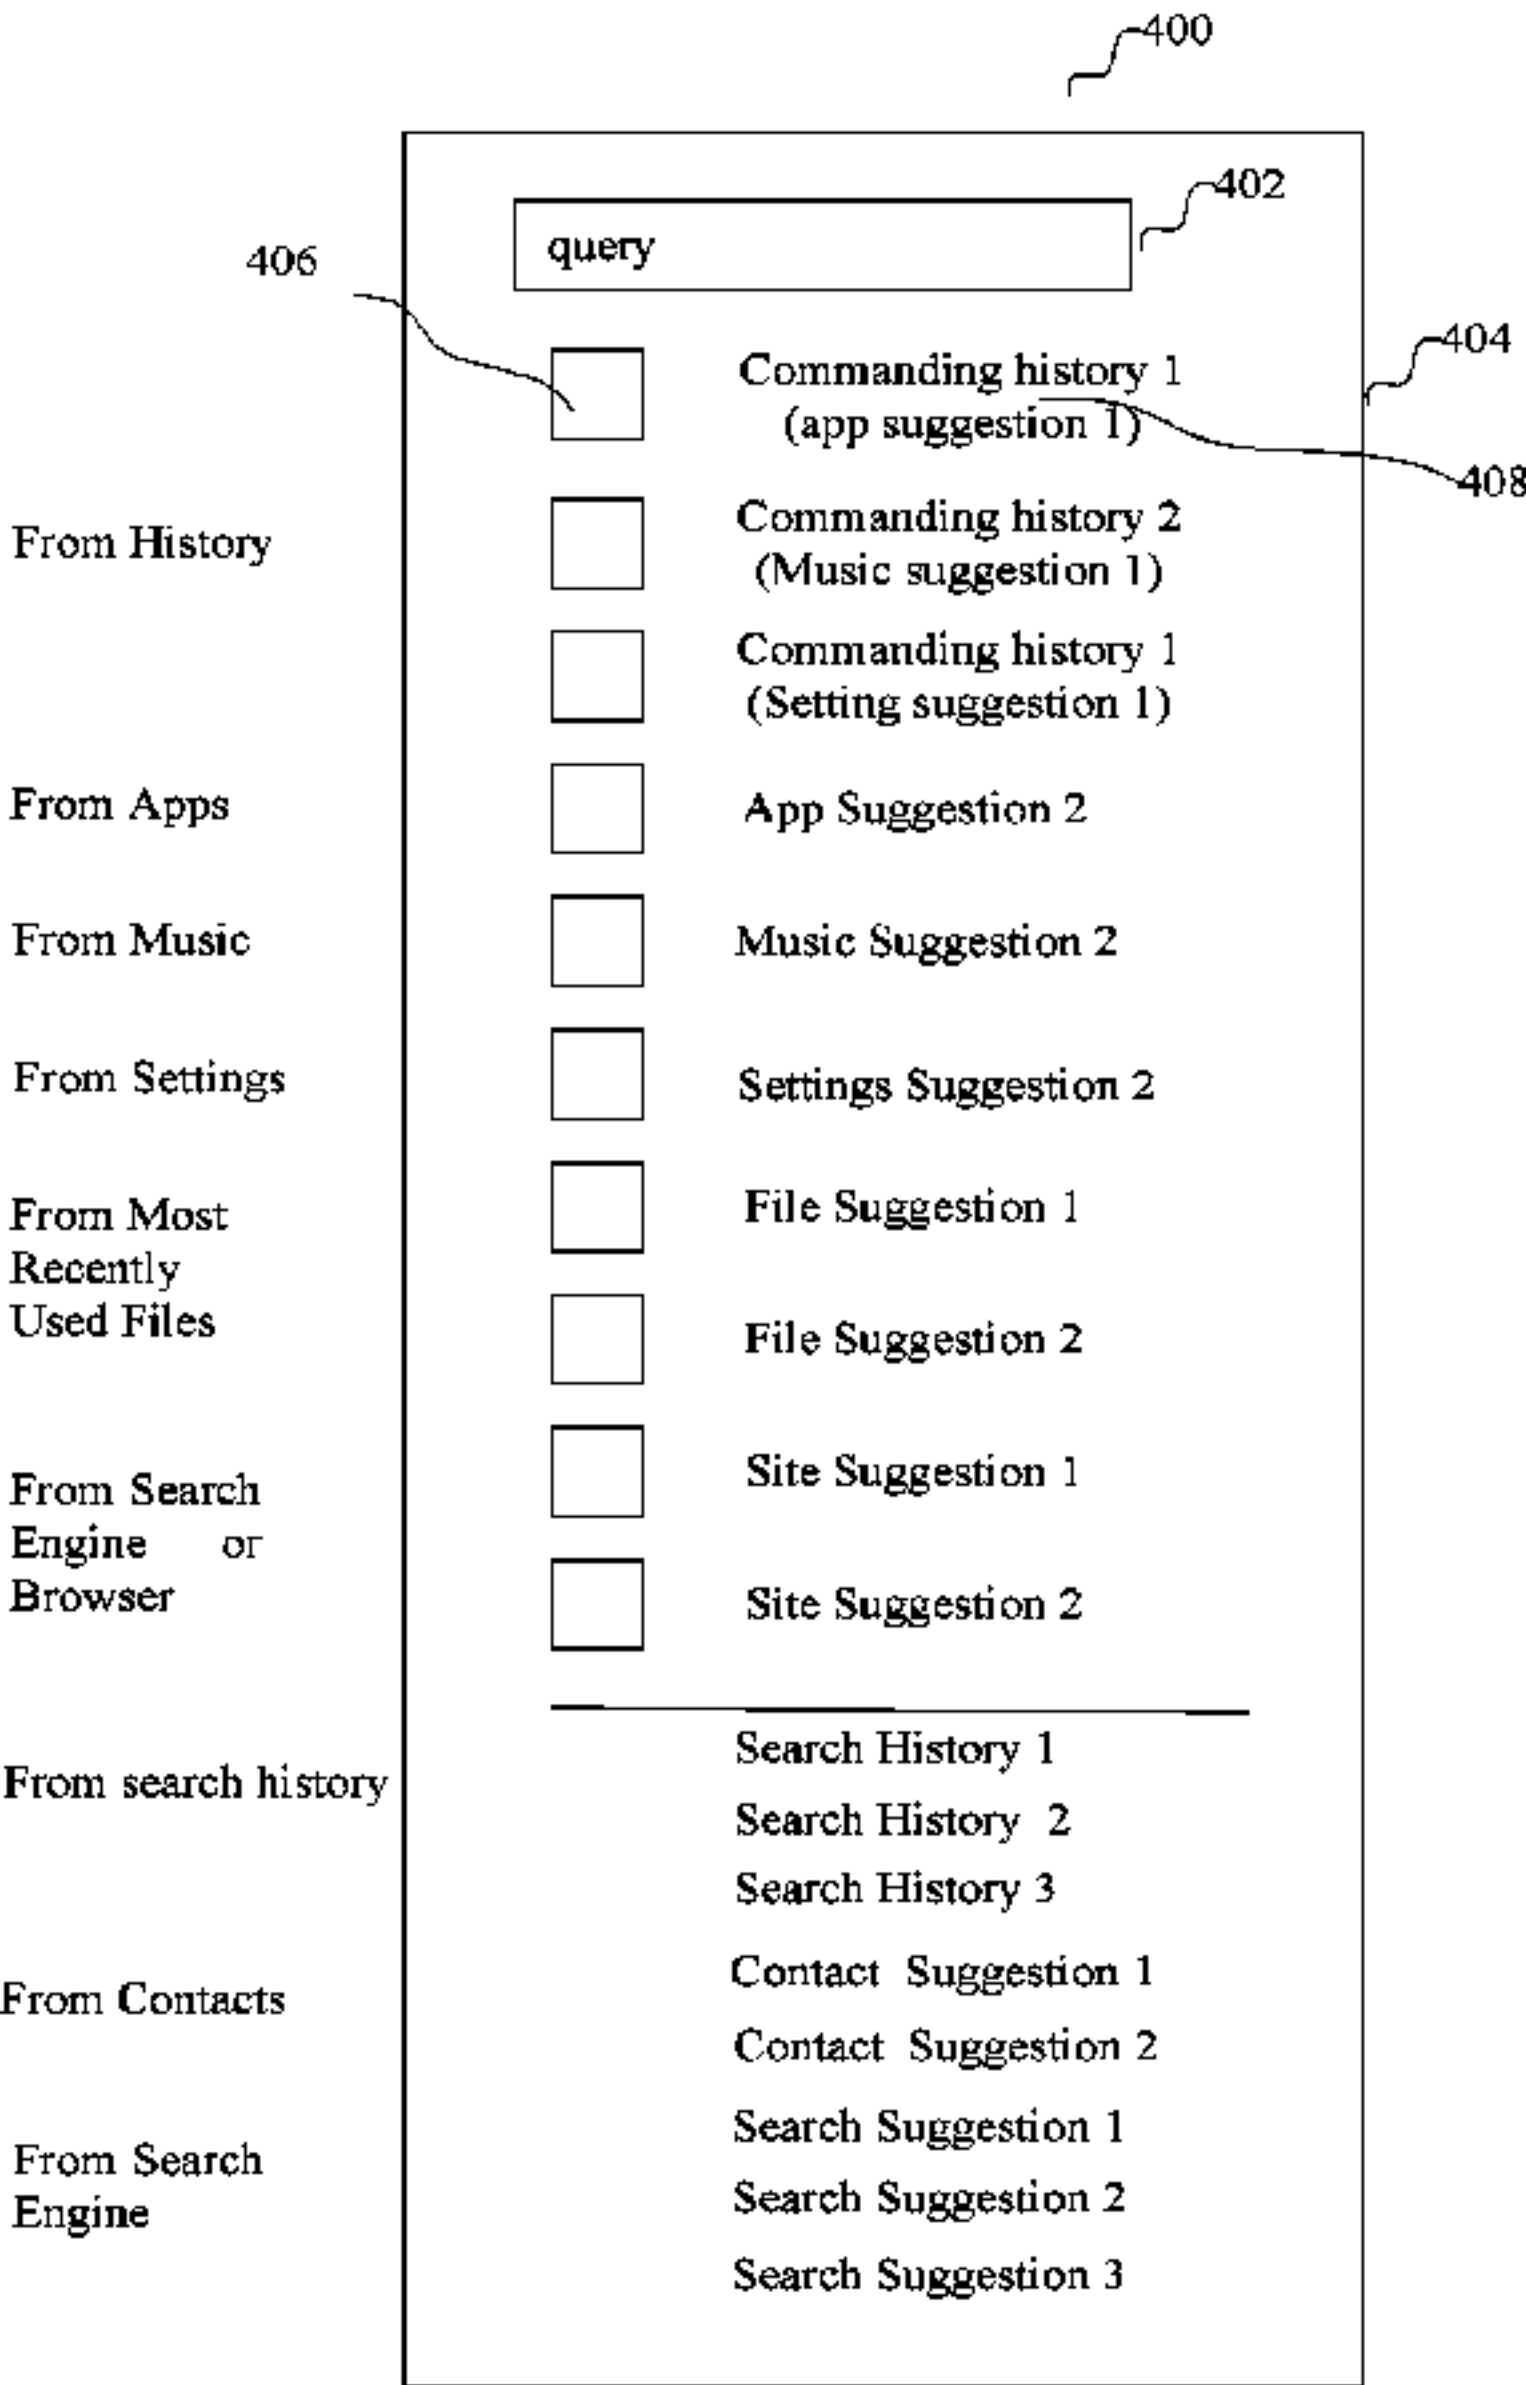 400
402
query
406
404
Commanding history 1
(app suggestion 1)
408
From History
Commanding history 2
(Music suggestion 1)
Commanding history 1
(Setting suggestion 1)
From Apps
App Suggestion 2
From Music
Music Suggestion 2
From Settings
Settings Suggestion 2
From Most
Recently
Used Files
File Suggestion 1
File Suggestion 2
From Search
Engine or
Browser
Site Suggestion 1
Site Suggestion 2
From search history
Search History 1
Search History 2
Search History 3
From Contacts
Contact Suggestion 1
Contact Suggestion 2
From Search
Engine
Search Suggestion 1
Search Suggestion 2
Search Suggestion 3